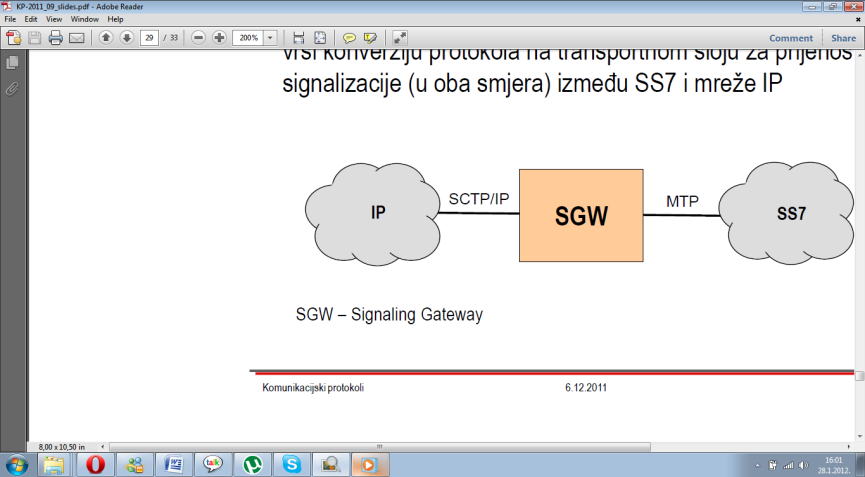 KP-2011_09_slides.pdf - Adobe Reader
File Edit View Window Help
29 / 33 200% Comment Share
vrši konverziju protokola na transportnom sloju za prijenos
signalizacije (u oba smjera) između SS7 i mreže IP
IP SCTP/IP SGW MTP SS7
SGW – Signaling Gateway
Komunikacijski protokoli 6.12.2011
8,00 x 10,50 in
talk
16:01
28.1.2012.